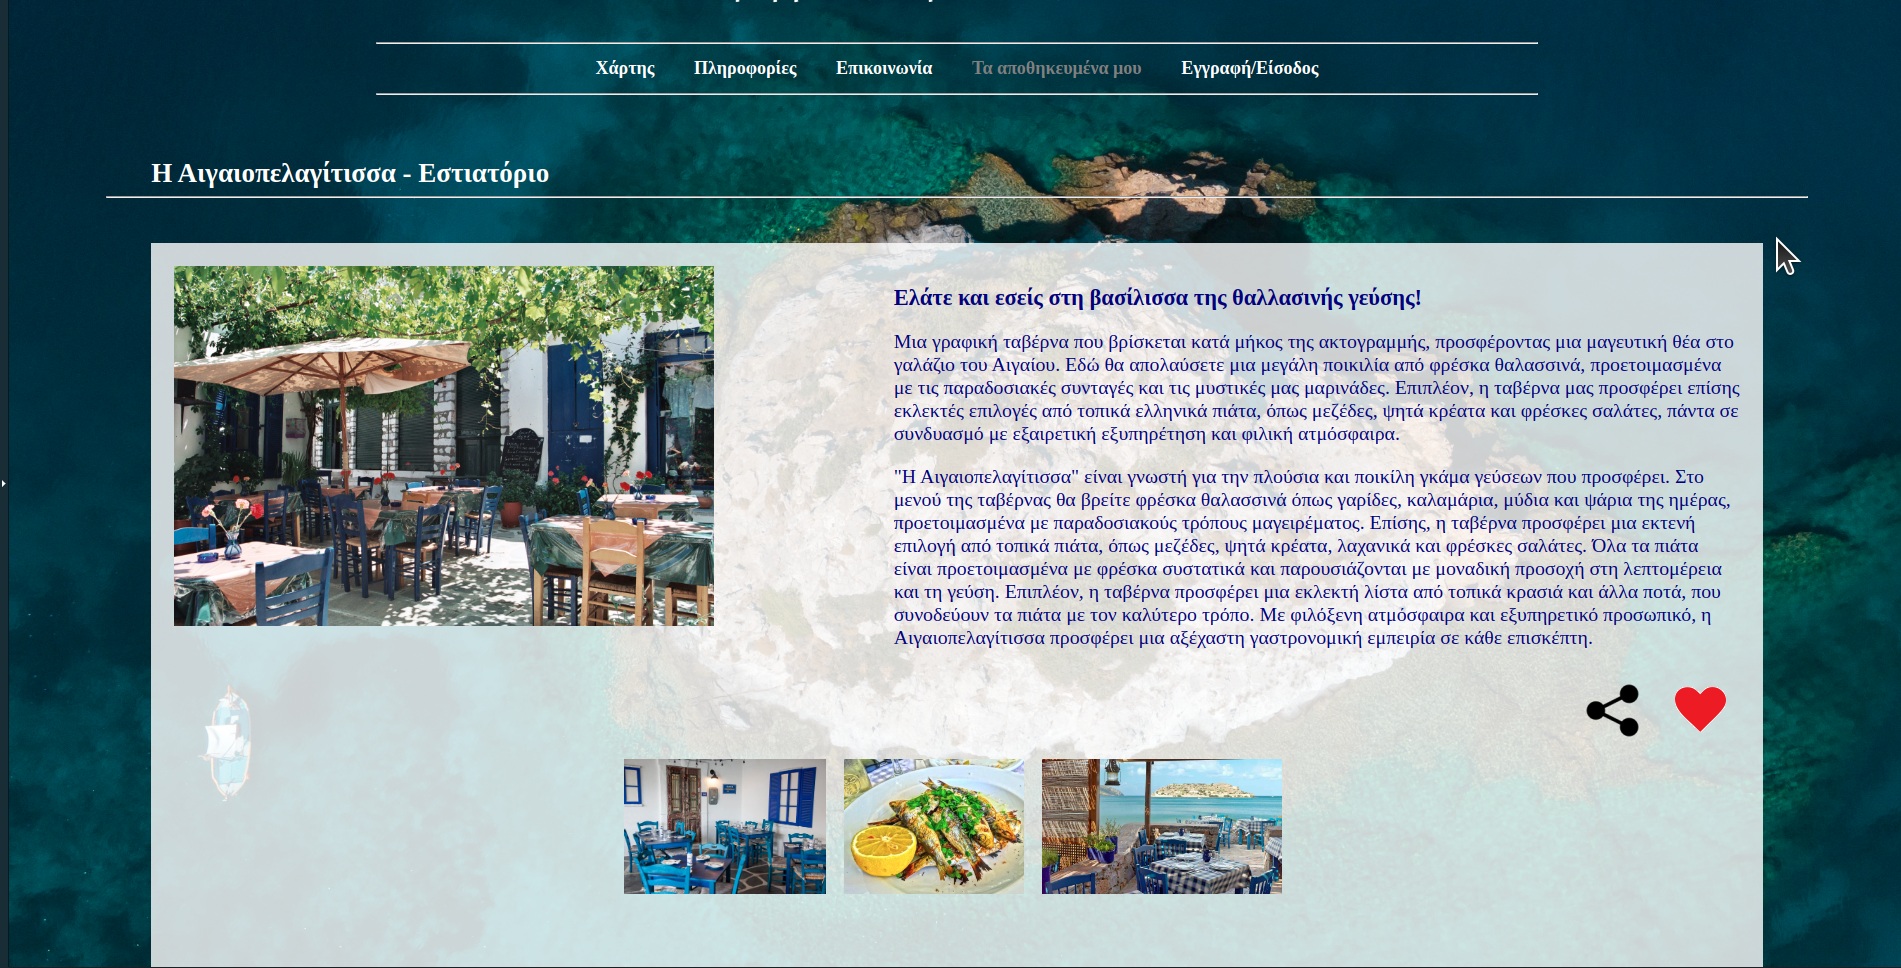 Χάρτης Πληροφορίες Επικοινωνία Τα αποθηκευμένα μου Εγγραφή/Είσοδος
Η Αιγαιοπελαγίτισσα - Εστιατόριο
Ελάτε και εσείς στη βασίλισσα της θαλλασινής γεύσης!
Μια γραφική ταβέρνα που βρίσκεται κατά μήκος της ακτογραμμής, προσφέροντας μια μαγευτική θέα στο
γαλάζιο του Αιγαίου. Εδώ θα απολαύσετε μια μεγάλη ποικιλία από φρέσκα θαλασσινά, προετοιμασμένα
με τις παραδοσιακές συνταγές και τις μυστικές μας μαρινάδες. Επιπλέον, η ταβέρνα μας προσφέρει επίσης
εκλεκτές επιλογές από τοπικά ελληνικά πιάτα, όπως μεζέδες, ψητά κρέατα και φρέσκες σαλάτες, πάντα σε
συνδυασμό με εξαιρετική εξυπηρέτηση και φιλική ατμόσφαιρα.
"Η Αιγαιοπελαγίτισσα" είναι γνωστή για την πλούσια και ποικίλη γκάμα γεύσεων που προσφέρει. Στο
μενού της ταβέρνας θα βρείτε φρέσκα θαλασσινά όπως γαρίδες, καλαμάρια, μύδια και ψάρια της ημέρας,
προετοιμασμένα με παραδοσιακούς τρόπους μαγειρέματος. Επίσης, η ταβέρνα προσφέρει μια εκτενή
επιλογή από τοπικά πιάτα, όπως μεζέδες, ψητά κρέατα, λαχανικά και φρέσκες σαλάτες. Όλα τα πιάτα
είναι προετοιμασμένα με φρέσκα συστατικά και παρουσιάζονται με μοναδική προσοχή στη λεπτομέρεια
και τη γεύση. Επιπλέον, η ταβέρνα προσφέρει μια εκλεκτή λίστα από τοπικά κρασιά και άλλα ποτά, που
συνοδεύουν τα πιάτα με τον καλύτερο τρόπο. Με φιλόξενη ατμόσφαιρα και εξυπηρετικό προσωπικό, η
Αιγαιοπελαγίτισσα προσφέρει μια αξέχαστη γαστρονομική εμπειρία σε κάθε επισκέπτη.